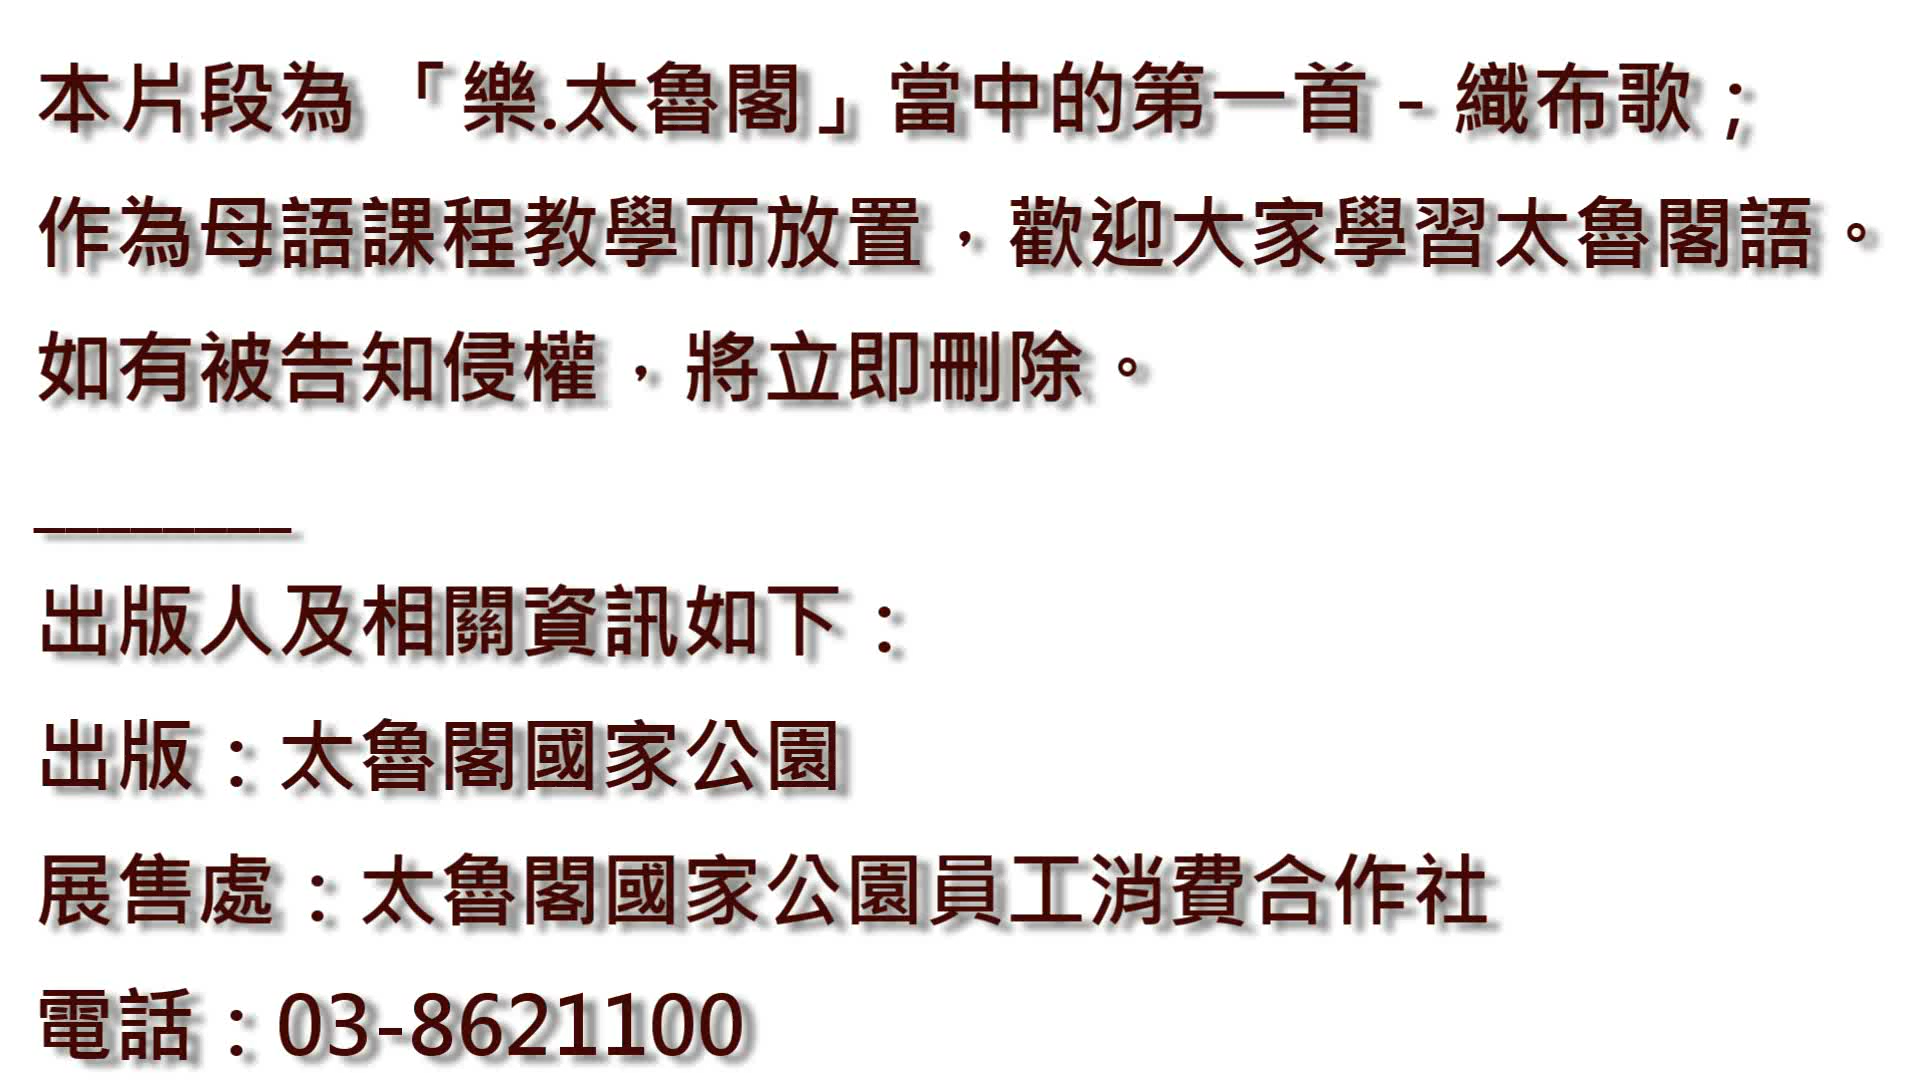 本片段為 「樂.太魯閣」當中的第一首 - 織布歌；
作為母語課程教學而放置，歡迎大家學習太魯閣語。
如有被告知侵權，將立即刪除。
________
出版人及相關資訊如下：
出版：太魯閣國家公園
展售處：太魯閣國家公園員工消費合作社
電話：03-8621100